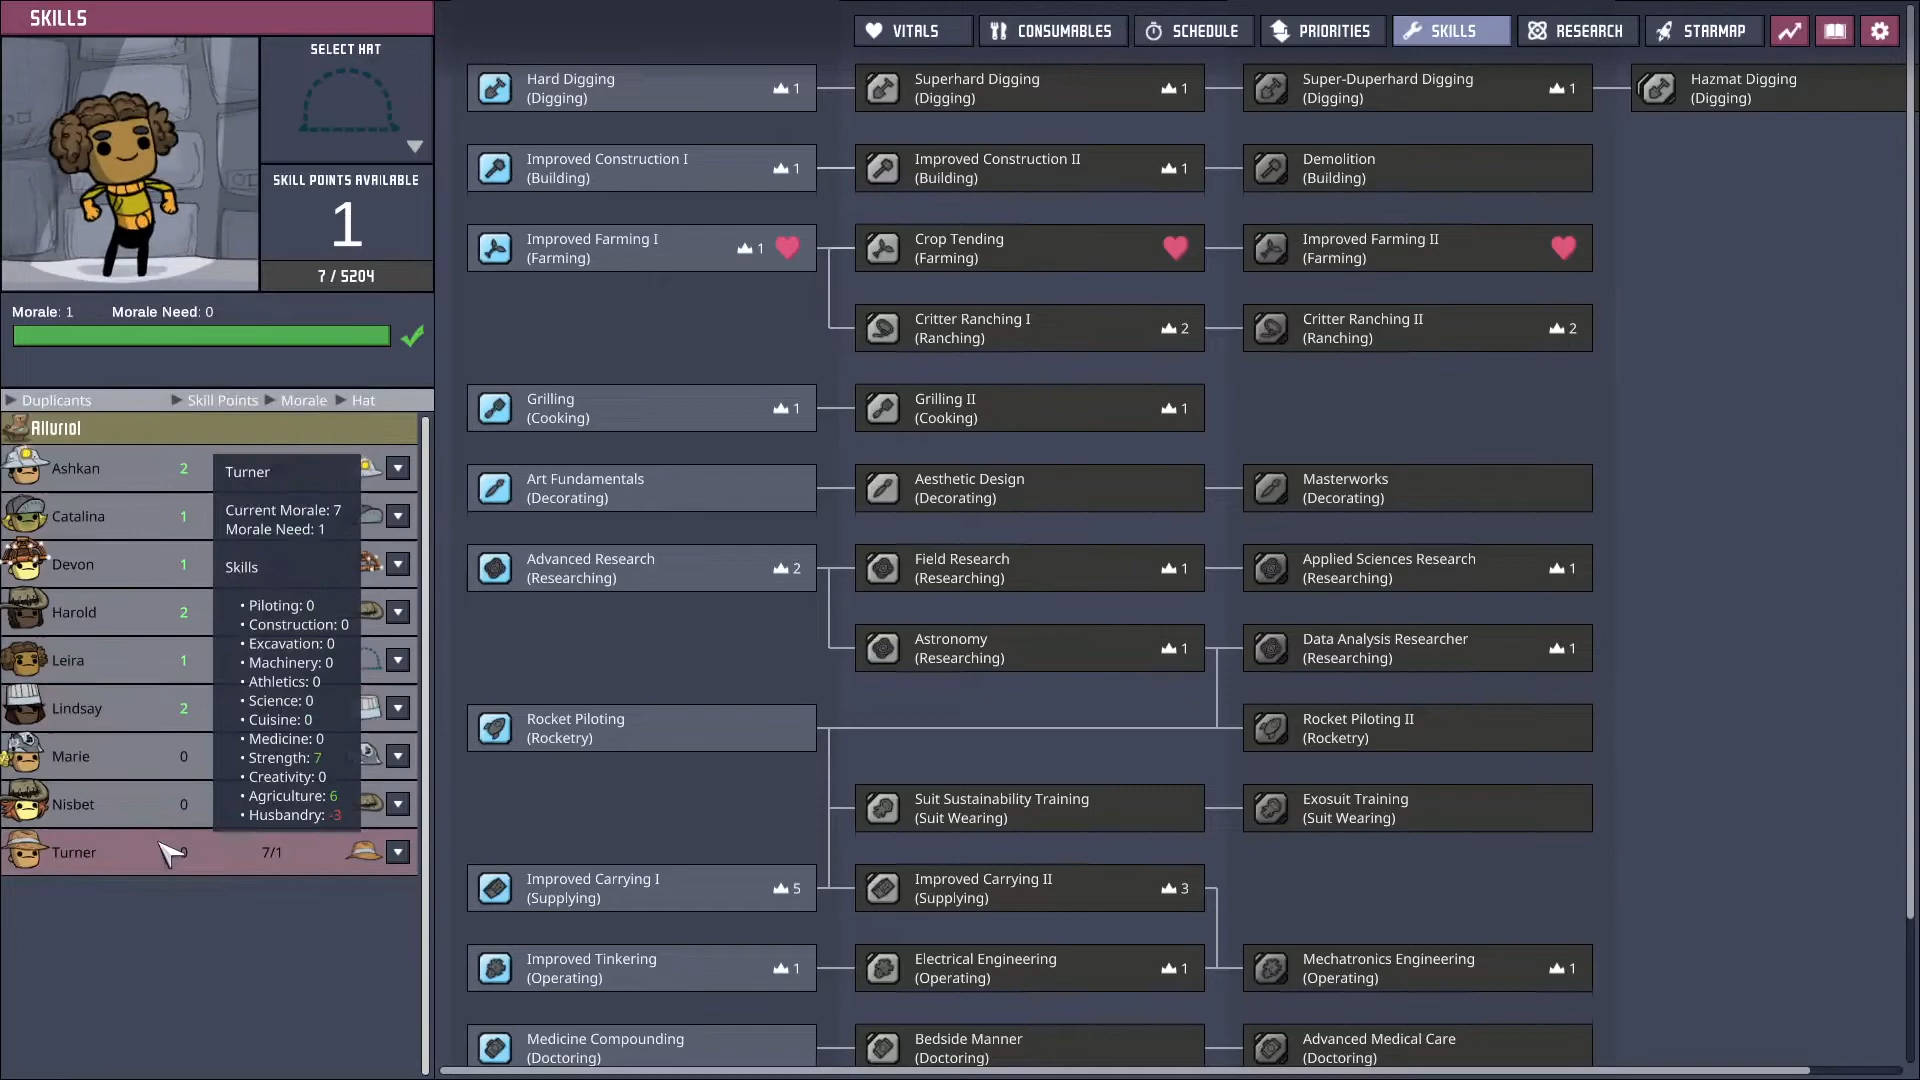 SKILLS
SELECT HAT
SKILL POINTS AVAILABLE
1
7 / 5204
Morale: 1 Morale Need: 0
VITALS
CONSUMABLES
SCHEDULE
PRIORITIES
SKILLS
RESEARCH
STARMAP
Duplicants Skill Points Morale Hat
Alluriol
Ashkan 2
Catalina 1
Devon 1
Harold 2
Leira 1
Lindsay 2
Marie 0
Nisbet 0
Turner 0 7/1
Turner
Current Morale: 7
Morale Need: 1
Skills
• Piloting: 0
• Construction: 0
• Excavation: 0
• Machinery: 0
• Athletics: 0
• Science: 0
• Cuisine: 0
• Medicine: 0
• Strength: 7
• Creativity: 0
• Agriculture: 6
• Husbandry: -3
Hard Digging
(Digging)
1
Superhard Digging
(Digging)
1
Super-Duperhard Digging
(Digging)
1
Hazmat Digging
(Digging)
Improved Construction I
(Building)
1
Improved Construction II
(Building)
1
Demolition
(Building)
Improved Farming I
(Farming)
1
Crop Tending
(Farming)
Improved Farming II
(Farming)
Critter Ranching I
(Ranching)
2
Critter Ranching II
(Ranching)
2
Grilling
(Cooking)
1
Grilling II
(Cooking)
1
Art Fundamentals
(Decorating)
Aesthetic Design
(Decorating)
Masterworks
(Decorating)
Advanced Research
(Researching)
2
Field Research
(Researching)
1
Applied Sciences Research
(Researching)
1
Astronomy
(Researching)
1
Data Analysis Researcher
(Researching)
1
Rocket Piloting
(Rocketry)
Rocket Piloting II
(Rocketry)
Suit Sustainability Training
(Suit Wearing)
Exosuit Training
(Suit Wearing)
Improved Carrying I
(Supplying)
5
Improved Carrying II
(Supplying)
3
Improved Tinkering
(Operating)
1
Electrical Engineering
(Operating)
1
Mechatronics Engineering
(Operating)
1
Medicine Compounding
(Doctoring)
Bedside Manner
(Doctoring)
Advanced Medical Care
(Doctoring)